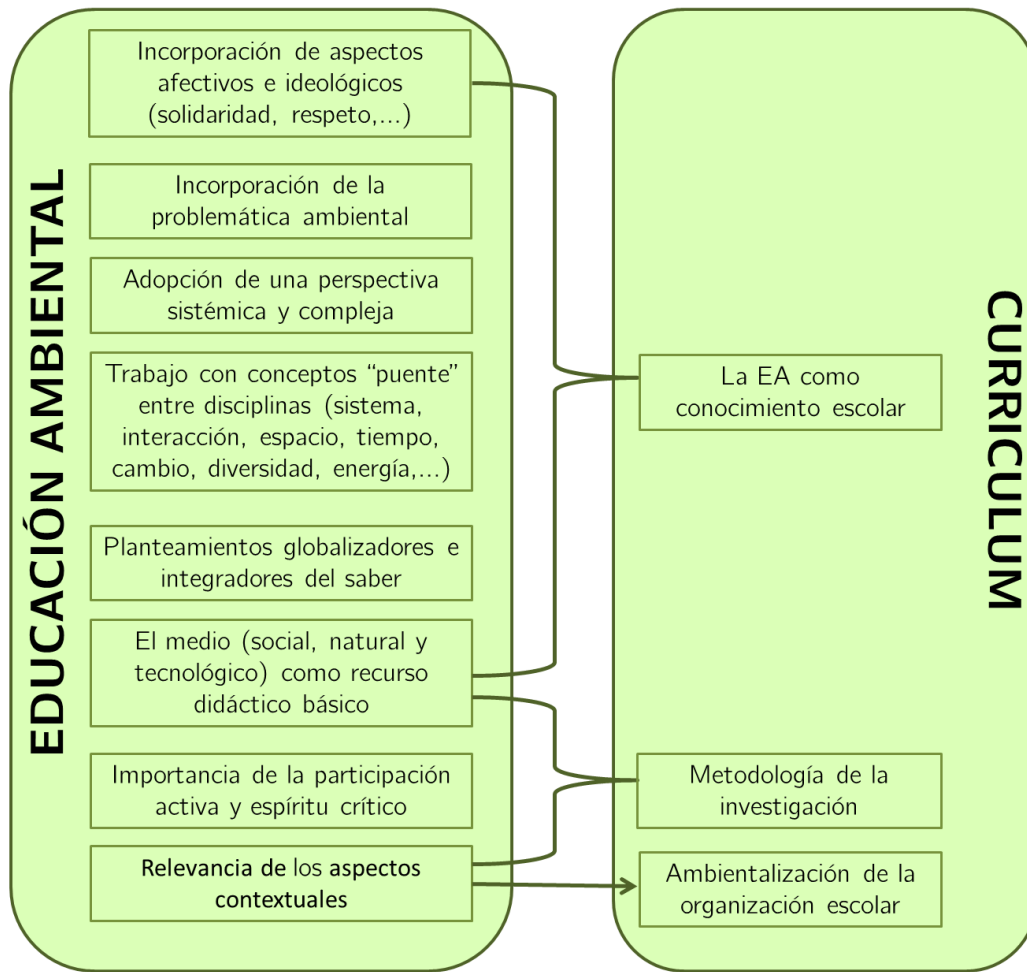 EDUCACIÓN AMBIENTAL
Incorporación de aspectos
afectivos e ideológicos
(solidaridad, respeto,...)
Incorporación de la
problemática ambiental
Adopción de una perspectiva
sistémica y compleja
Trabajo con conceptos “puente”
entre disciplinas (sistema,
interacción, espacio, tiempo,
cambio, diversidad, energía,...)
Planteamientos globalizadores e
integradores del saber
El medio (social, natural y
tecnológico) como recurso
didáctico básico
Importancia de la participación
activa y espíritu crítico
Relevancia de los aspectos
contextuales
La EA como
conocimiento escolar
Metodología de la
investigación
Ambientalización de la
organización escolar
CURRICULUM